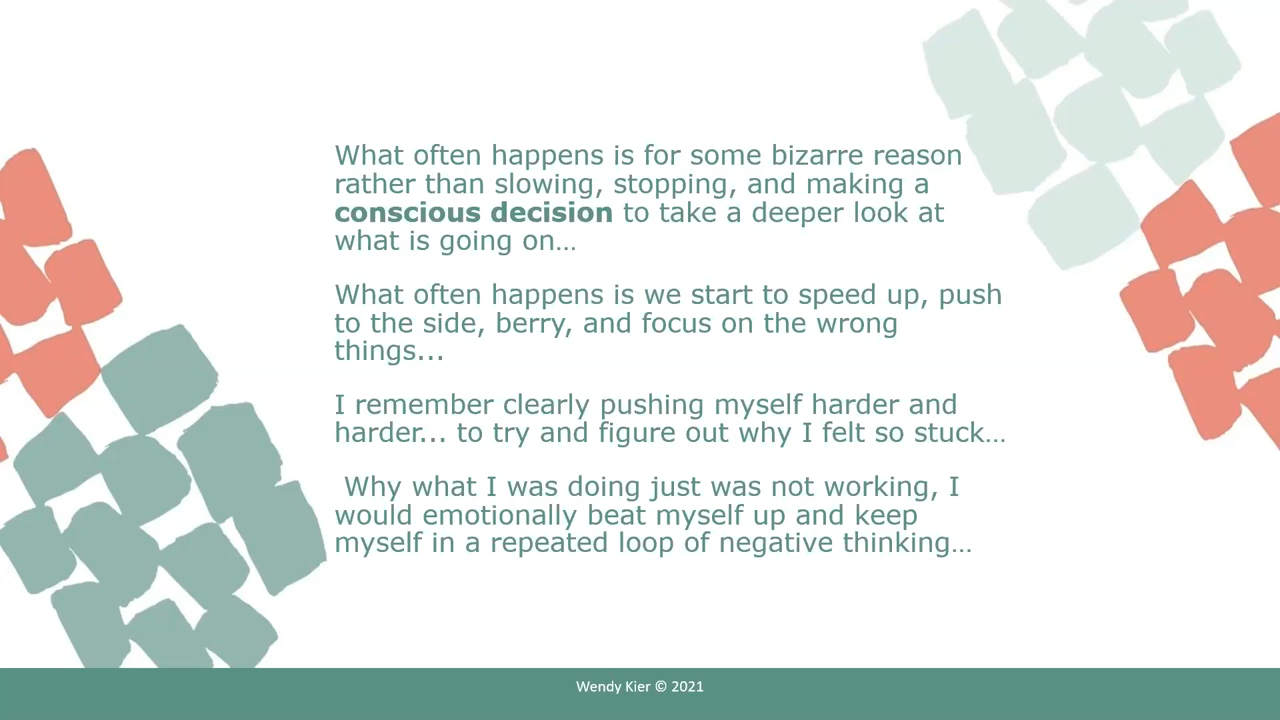 What often happens is for some bizarre reason
rather than slowing, stopping, and making a
conscious decision to take a deeper look at
what is going on…
What often happens is we start to speed up, push
to the side, berry, and focus on the wrong
things...
I remember clearly pushing myself harder and
harder... to try and figure out why I felt so stuck…
Why what I was doing just was not working, I
would emotionally beat myself up and keep
myself in a repeated loop of negative thinking…
Wendy Kier © 2021